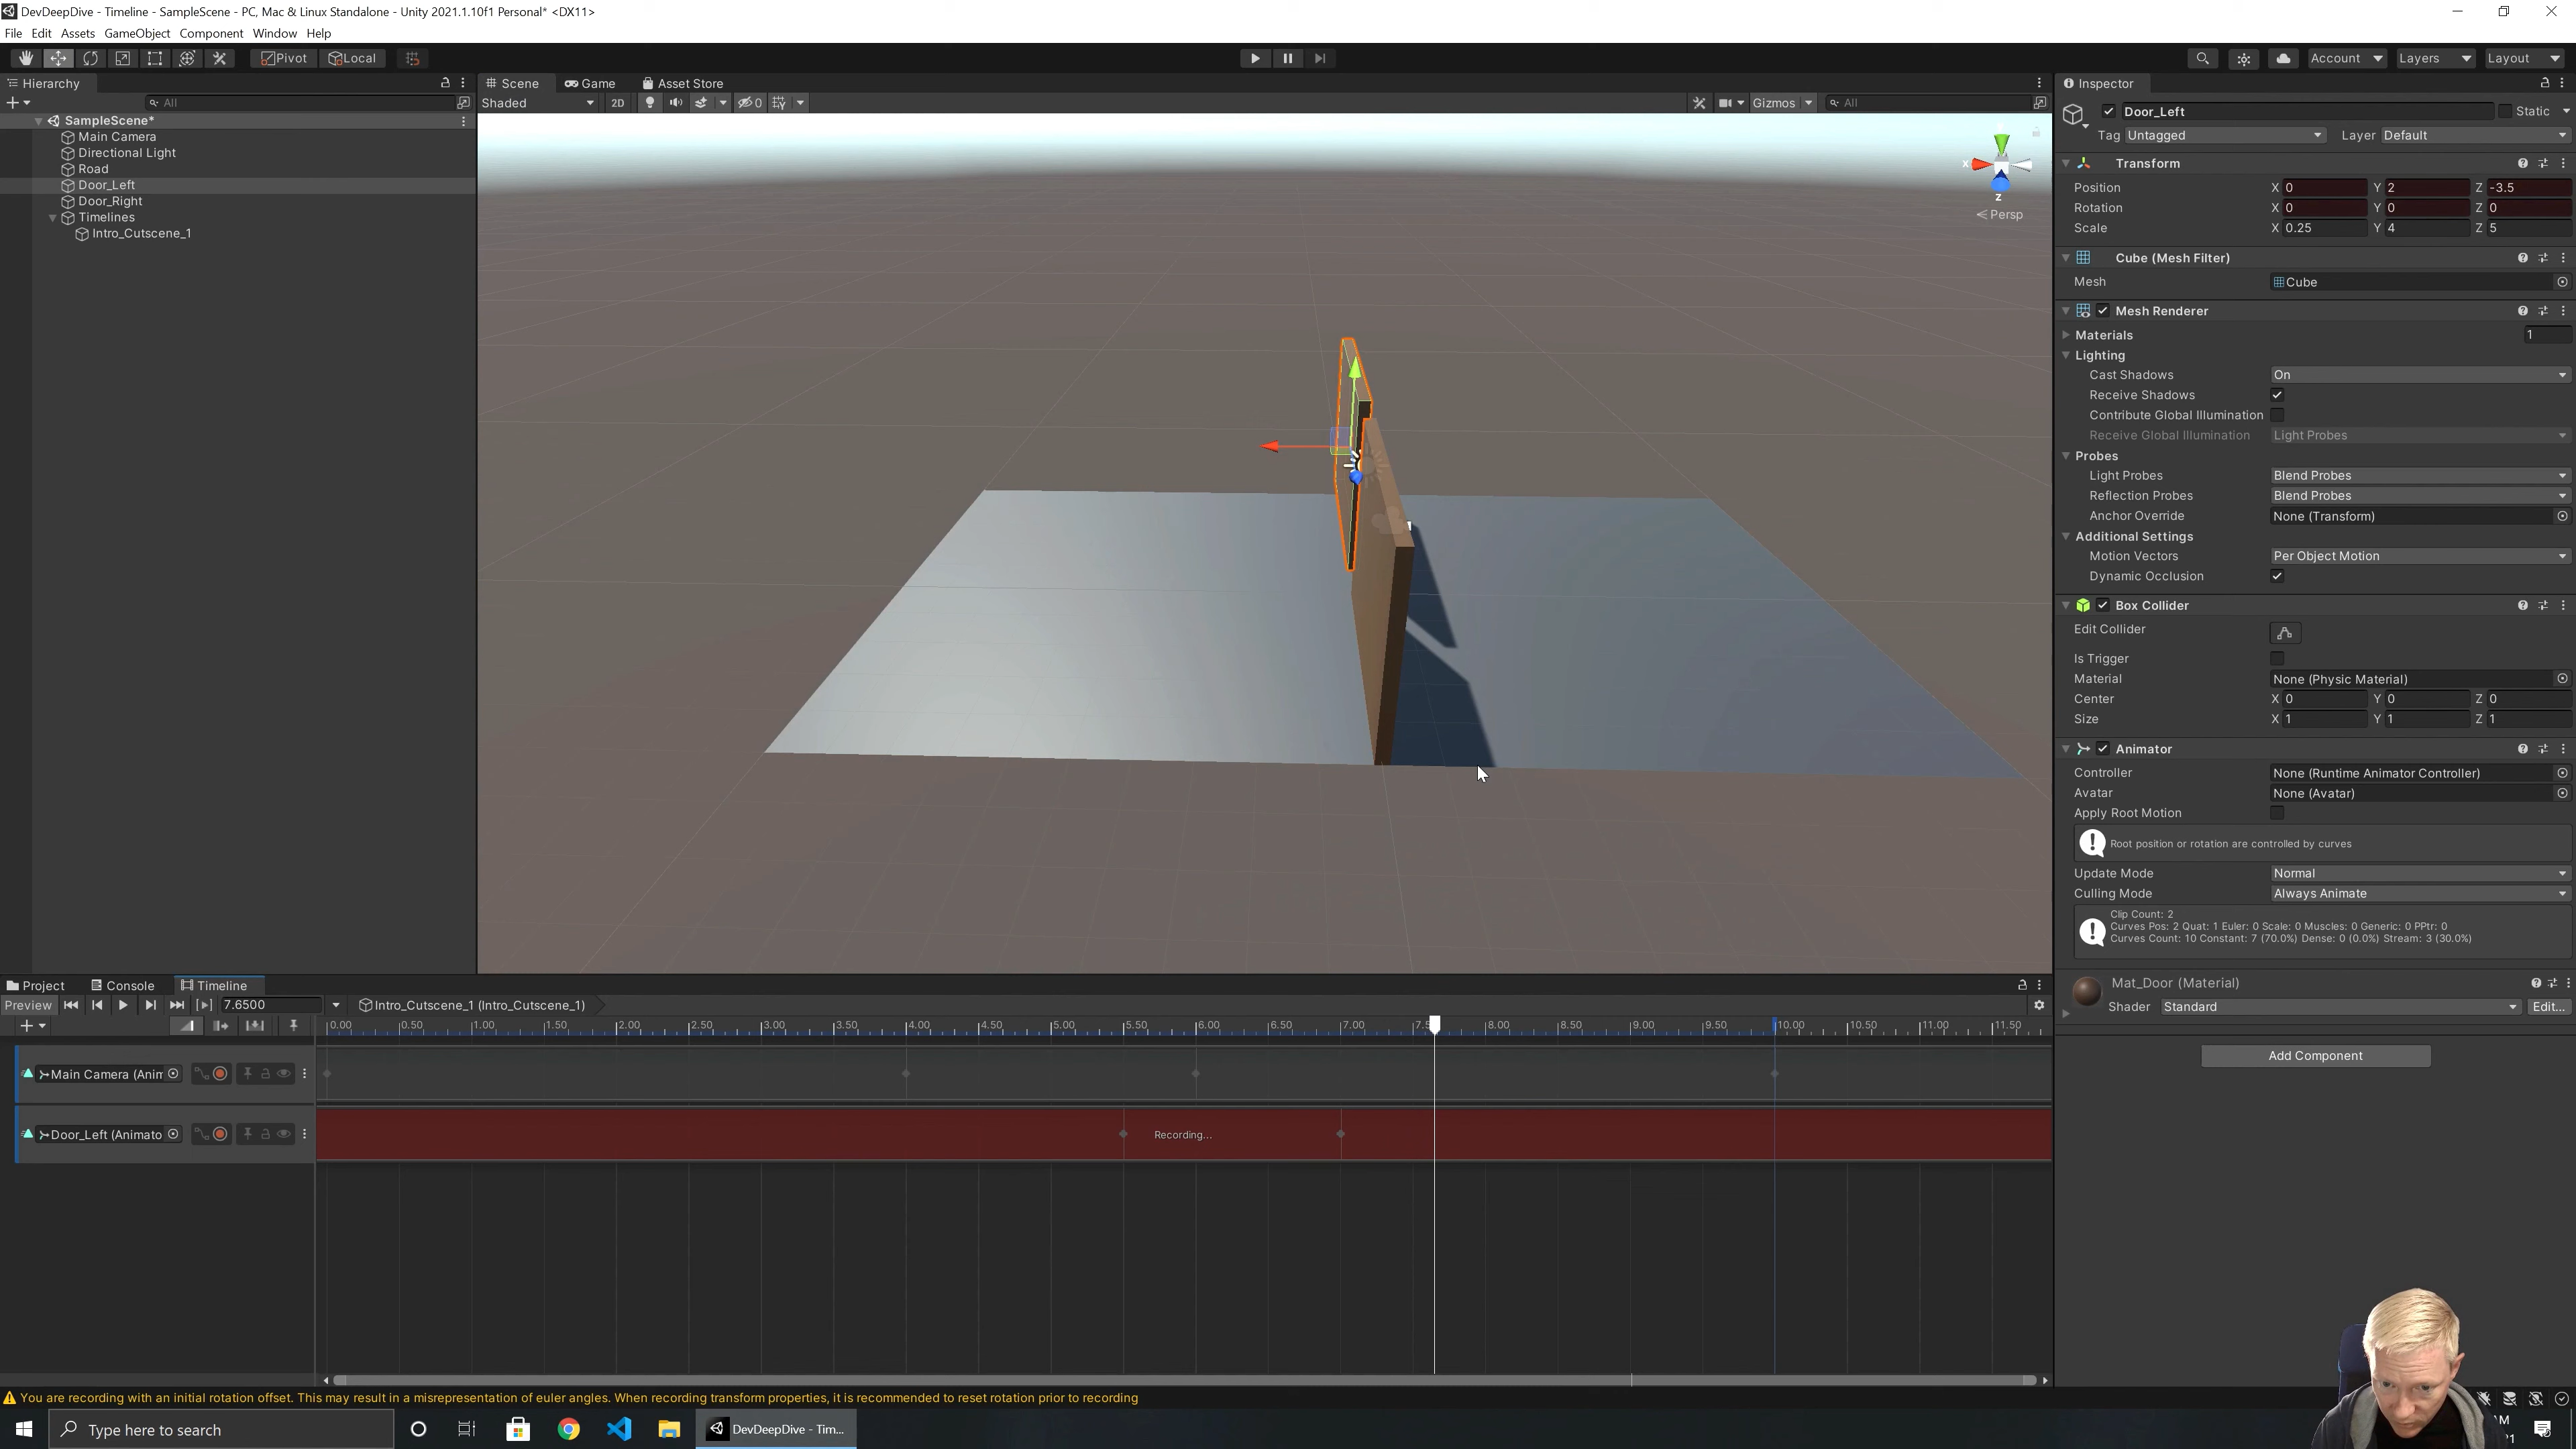 DevDeepDive - Timeline - SampleScene - PC, Mac & Linux Standalone - Unity 2021.1.10f1 Personal* <DX11>
File Edit Assets GameObject Component Window Help
Pivot Local Account Layers Layout
Hierarchy
All
SampleScene*
Main Camera
Directional Light
Road
Door_Left
Door_Right
Timelines
Intro_Cutscene_1
Scene Game Asset Store
Shaded 2D 0 Gizmos All
X
Z
Persp
Inspector
Door_Left Static
Tag Untagged Layer Default
Transform
Position X 0 Y 2 Z -3.5
Rotation X 0 Y 0 Z 0
Scale X 0.25 Y 4 Z 5
Cube (Mesh Filter)
Mesh Cube
Mesh Renderer
Materials 1
Lighting
Cast Shadows On
Receive Shadows
Contribute Global Illumination
Receive Global Illumination Light Probes
Probes
Light Probes Blend Probes
Reflection Probes Blend Probes
Anchor Override None (Transform)
Additional Settings
Motion Vectors Per Object Motion
Dynamic Occlusion
Box Collider
Edit Collider
Is Trigger
Material None (Physic Material)
Center X 0 Y 0 Z 0
Size X 1 Y 1 Z 1
Animator
Controller None (Runtime Animator Controller)
Avatar None (Avatar)
Apply Root Motion
Root position or rotation are controlled by curves
Update Mode Normal
Culling Mode Always Animate
Clip Count: 2
Curves Pos: 2 Quat: 1 Euler: 0 Scale: 0 Muscles: 0 Generic: 0 PPtr: 0
Curves Count: 10 Constant: 7 (70.0%) Dense: 0 (0.0%) Stream: 3 (30.0%)
Mat_Door (Material)
Shader Standard Edit...
Add Component
Project Console Timeline
Preview 7.6500 Intro_Cutscene_1 (Intro_Cutscene_1)
0.00 0.50 1.00 1.50 2.00 2.50 3.00 3.50 4.00 4.50 5.00 5.50 6.00 6.50 7.00 7.5 8.00 8.50 9.00 9.50 10.00 10.50 11.00 11.50
Main Camera (Anim
Door_Left (Animato
Recording...
You are recording with an initial rotation offset. This may result in a misrepresentation of euler angles. When recording transform properties, it is recommended to reset rotation prior to recording
Type here to search
DevDeepDive - Tim...